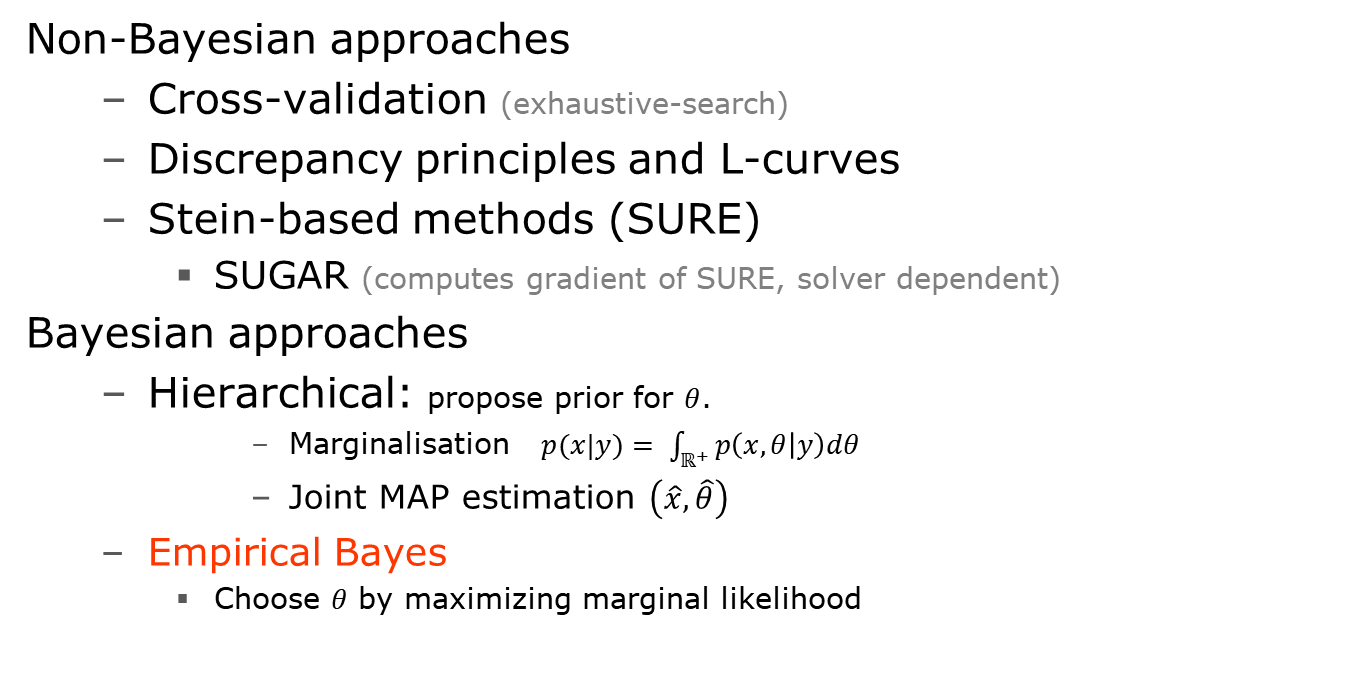 Non-Bayesian approaches
– Cross-validation (exhaustive-search)
– Discrepancy principles and L-curves
– Stein-based methods (SURE)
▪ SUGAR (computes gradient of SURE, solver dependent)
Bayesian approaches
– Hierarchical: propose prior for θ.
– Marginalisation p(x|y) = ∫ℝ⁺ p(x, θ|y)dθ
– Joint MAP estimation (x̂, θ̂)
– Empirical Bayes
▪ Choose θ by maximizing marginal likelihood